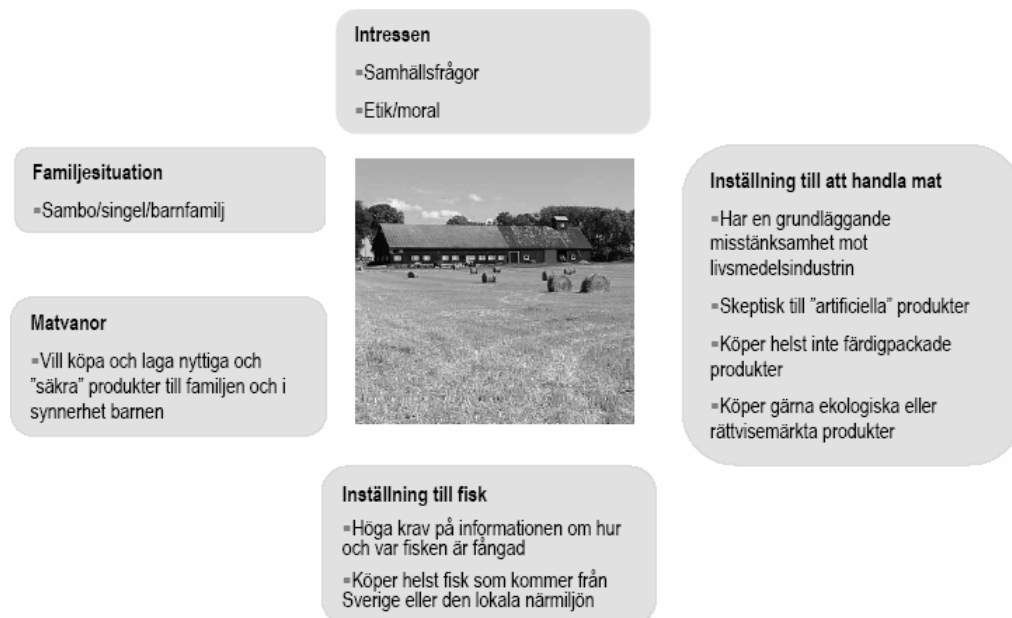 Intressen
▪Samhällsfrågor
▪Etik/moral
Familjesituation
▪Sambo/singel/barnfamilj
Matvanor
▪Vill köpa och laga nyttiga och
”säkra” produkter till familjen och i
synnerhet barnen
Inställning till att handla mat
▪Har en grundläggande
misstänksamhet mot
livsmedelsindustrin
▪Skeptisk till ”artificiella” produkter
▪Köper helst inte färdigpackade
produkter
▪Köper gärna ekologiska eller
rättvisemärkta produkter
Inställning till fisk
▪Höga krav på informationen om hur
och var fisken är fångad
▪Köper helst fisk som kommer från
Sverige eller den lokala närmiljön